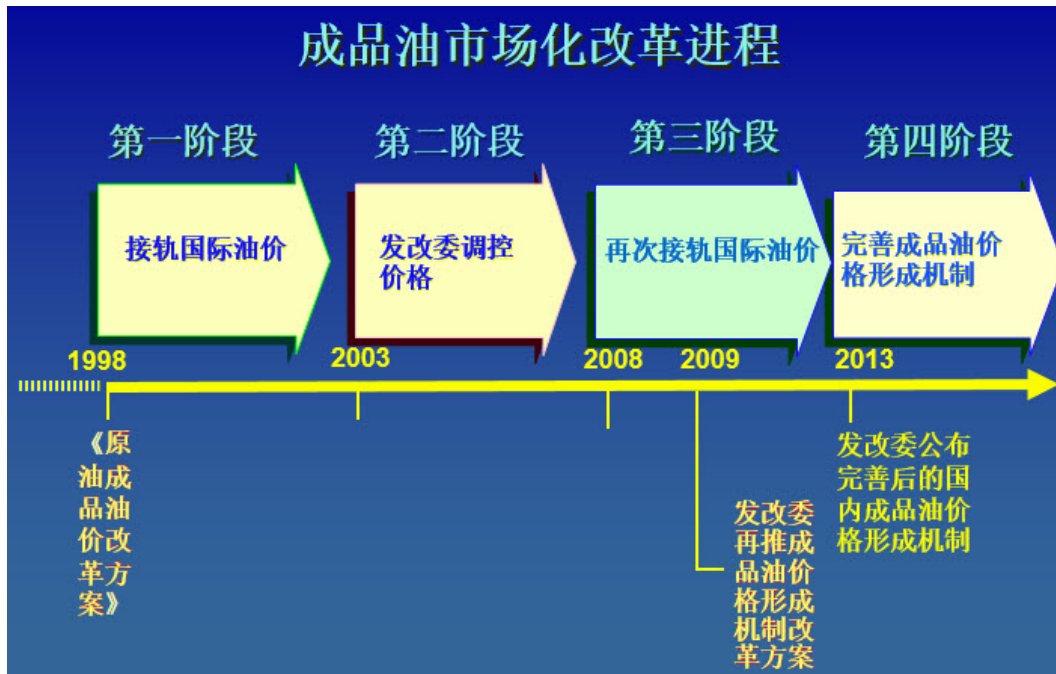 成品油市场化改革进程
第一阶段
第二阶段
第三阶段
第四阶段
接轨国际油价
发改委调控
价格
再次接轨国际油价
完善成品油价
格形成机制
1998
2003
2008
2009
2013
《原
油成
品油
价改
革方
案》
发改委
再推成
品油价
格形成
机制改
革方案
发改委公布
完善后的国
内成品油价
格形成机制